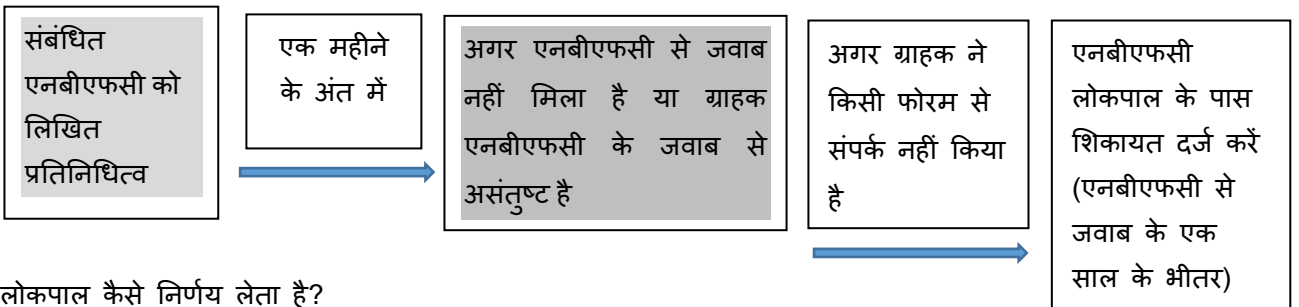 संबंधित
एनबीएफसी को
लिखित
प्रतिनिधित्व
एक महीने
के अंत में
अगर एनबीएफसी से जवाब
नहीं मिला है या ग्राहक
एनबीएफसी के जवाब से
असंतुष्ट है
अगर ग्राहक ने
किसी फोरम से
संपर्क नहीं किया
है
एनबीएफसी
लोकपाल के पास
शिकायत दर्ज करें
(एनबीएफसी से
जवाब के एक
साल के भीतर)
लोकपाल कैसे निर्णय लेता है?